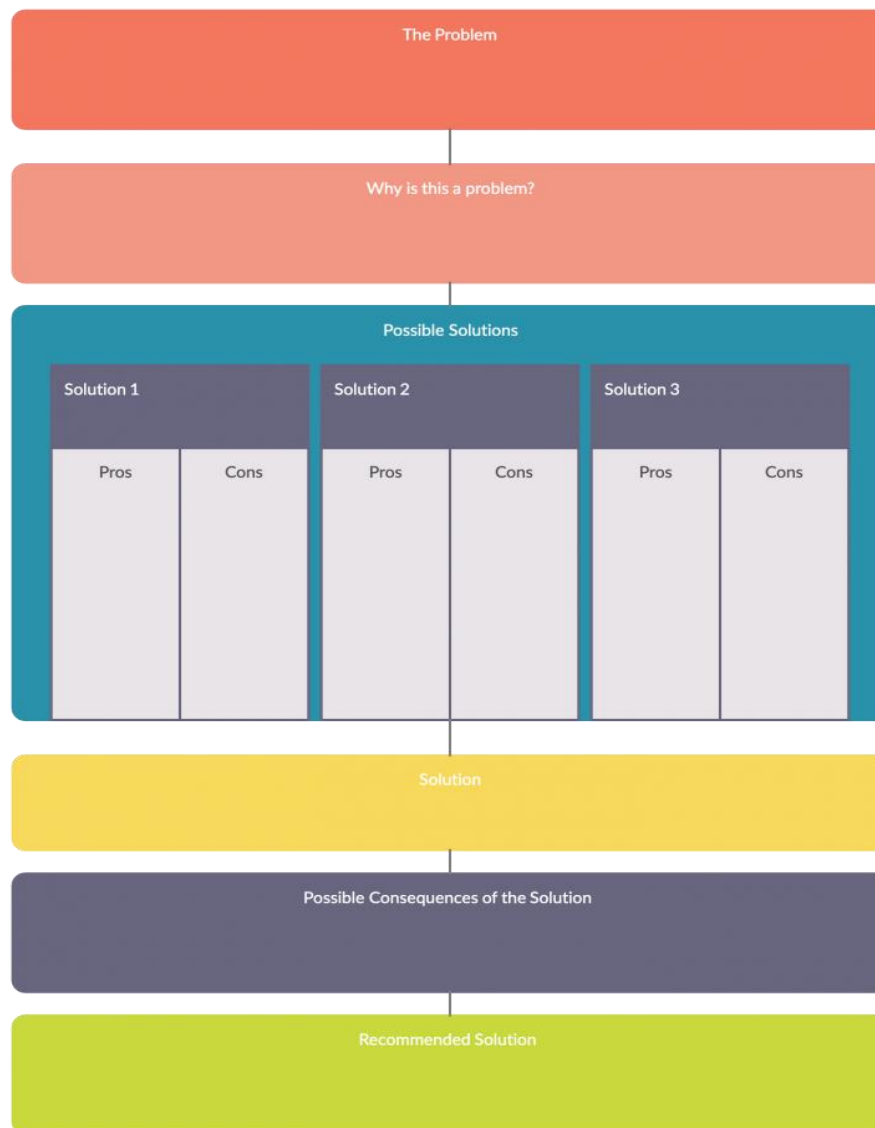 The Problem
Why is this a problem?
Possible Solutions
Solution 1
Solution 2
Solution 3
Pros
Cons
Pros
Cons
Pros
Cons
Solution
Possible Consequences of the Solution
Recommended Solution